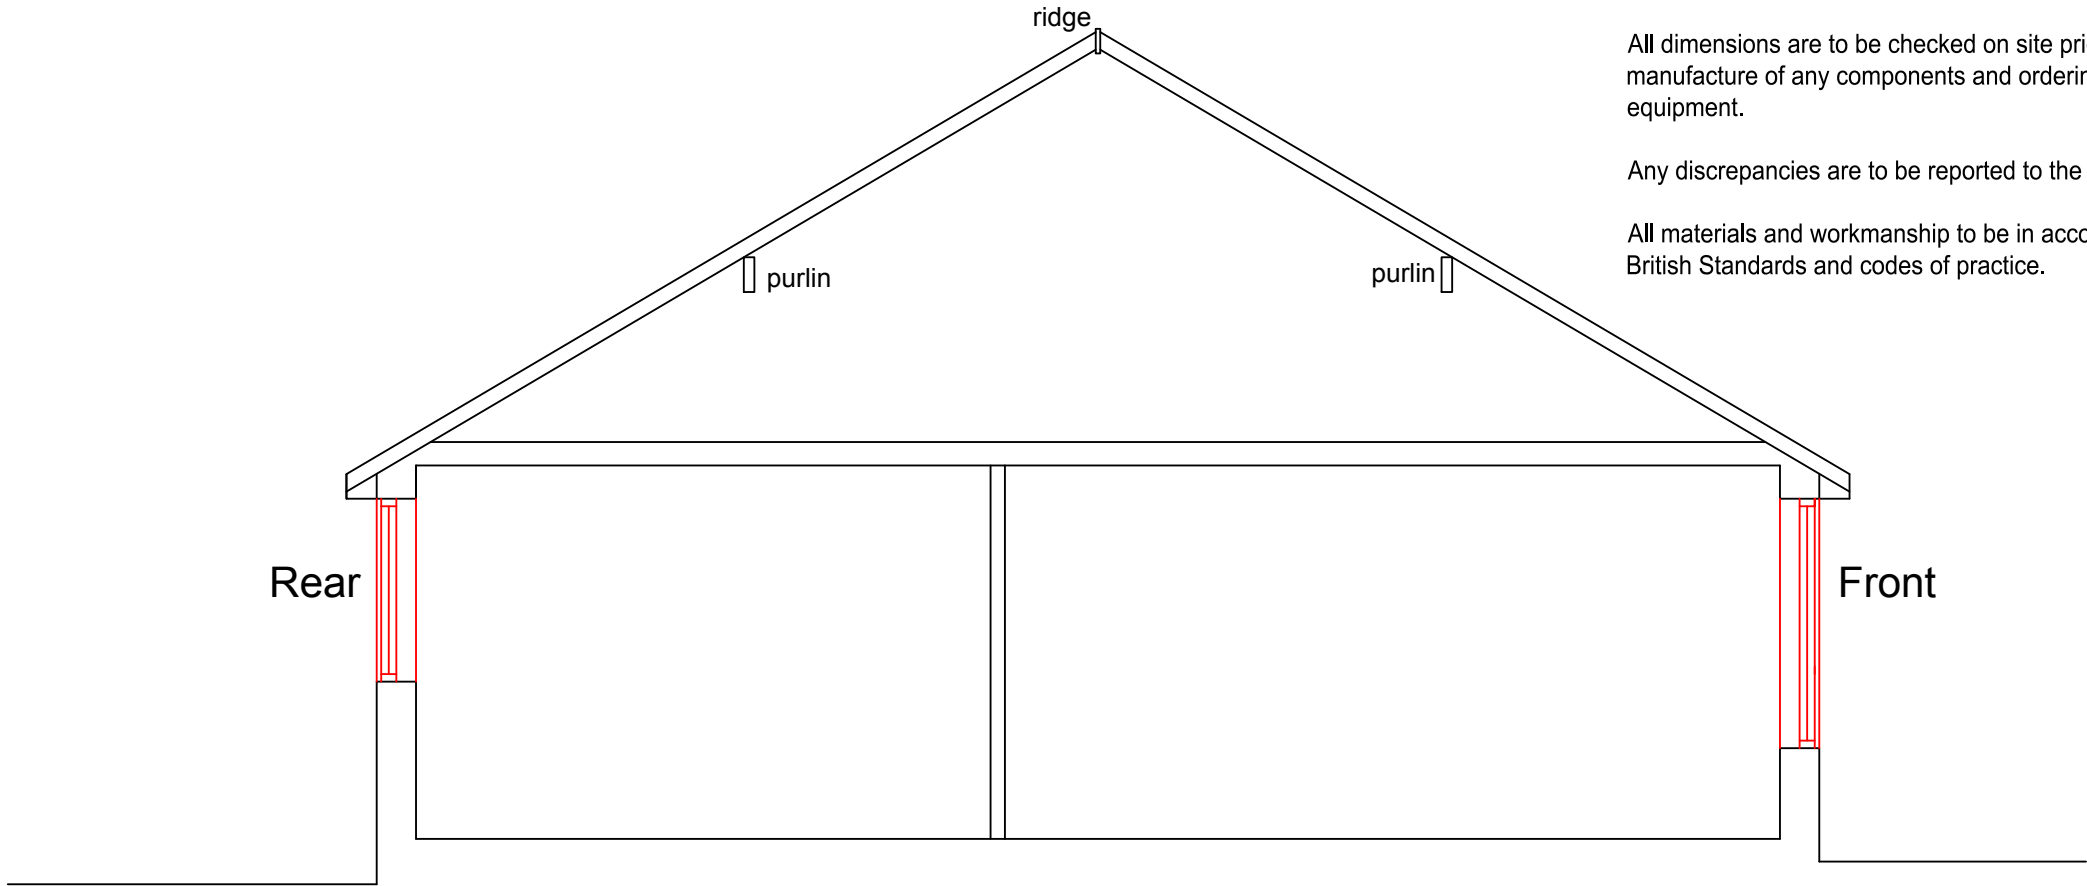 ridge
All dimensions are to be checked on site
manufacture of any components and
equipment.
Any discrepancies are to be reported to the
All materials and workmanship to be in
British Standards and codes of practice.
purlin
purlin
Rear
Front